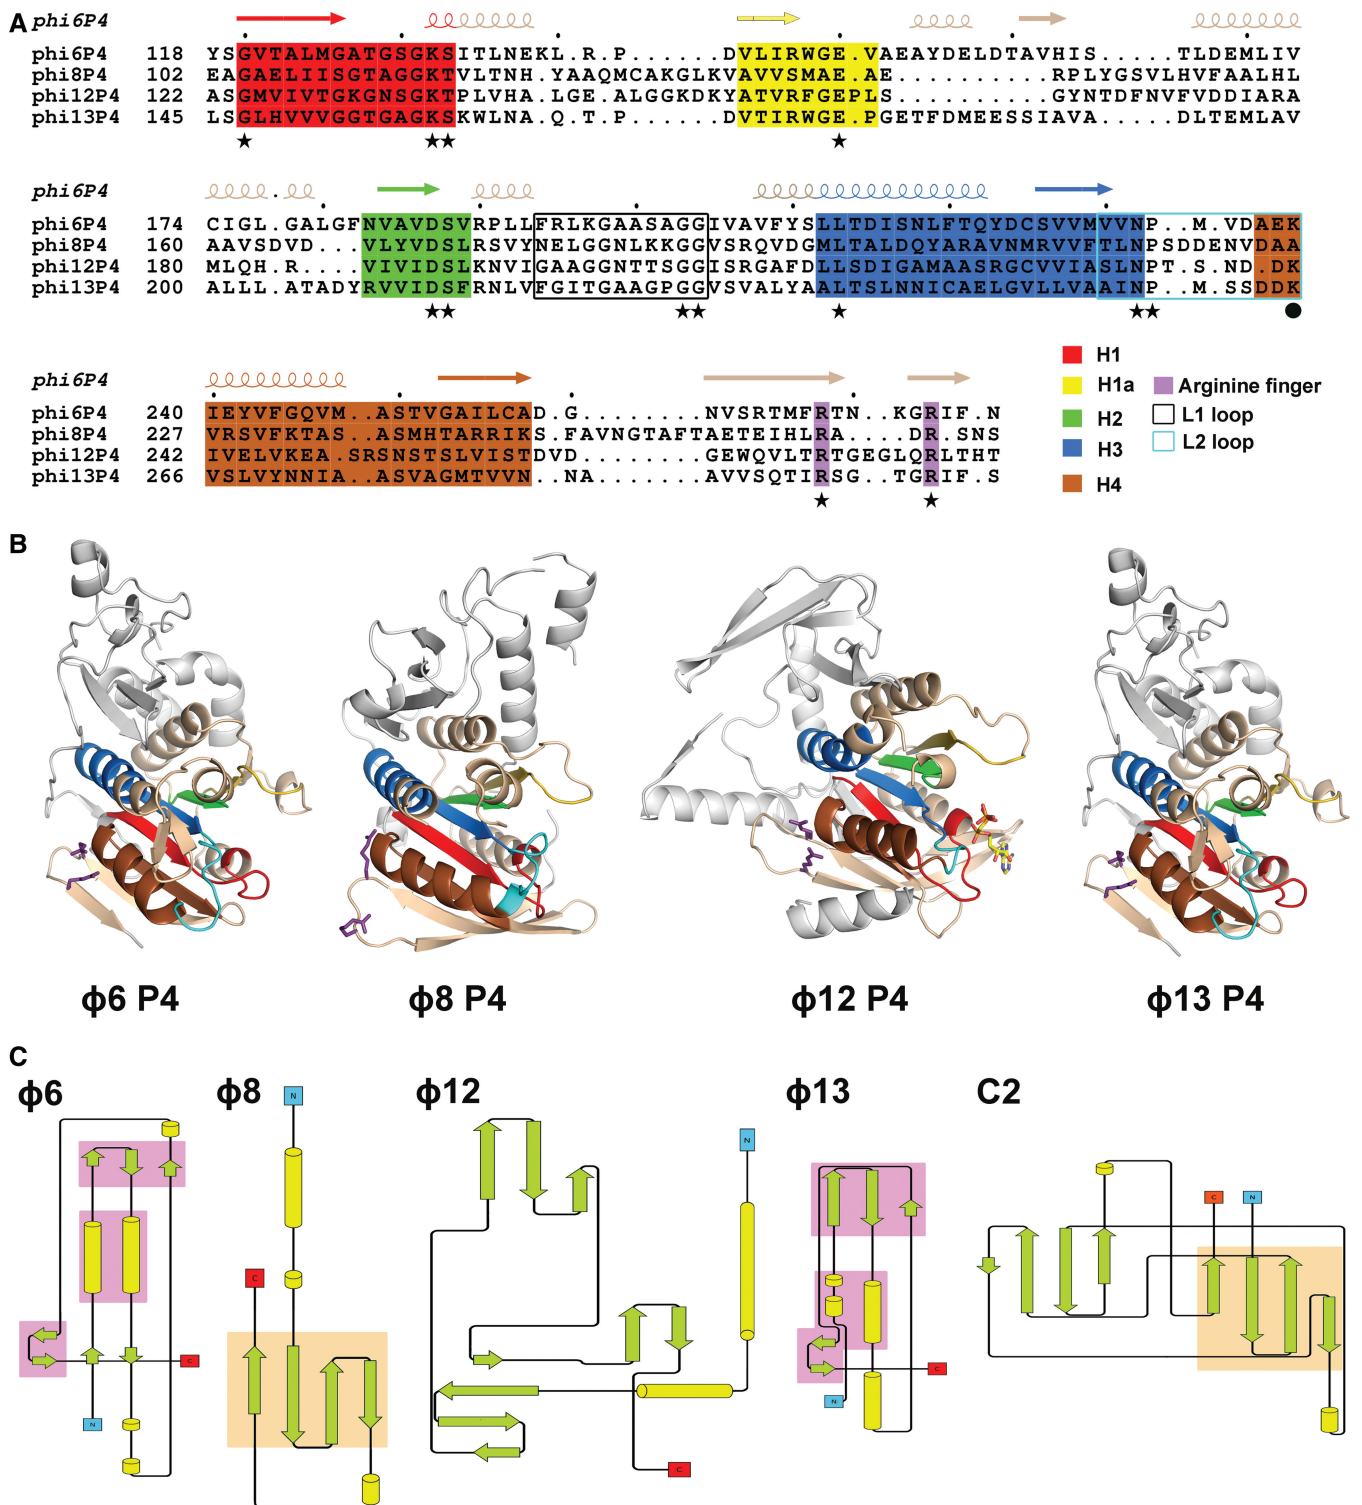 A
phi6P4
phi6P4 118 YSGVTALMGATGSGKSITLNEKL.R.P......DVLIRWGE.VAEAYDELDTAVHIS.....TLDEMLIV
phi8P4 102 EAGAELIISGTAGGKTVLTNH.YAAQMCAKGLKVAVVSMAE.AE..........RPLYGSVLHVFAALHL
phi12P4 122 ASGMVIVTGKGNSGKTPLVHA.LGE.ALGGKDKYATVRFGEPLS..........GYNTDFNVFVDDIARA
phi13P4 145 LSGLHVVVGGTGAGKSKWLNA.Q.T.P......DVTIRWGE.PGETFDMEESSIAVA.....DLTEMLAV
phi6P4
phi6P4 174 CIGL.GALGFNVAVDSVRPLLFRLKGAASAGGIVAVFYSLLTDISNLFTQYDCSVVMVVNP..M.VDAEK
phi8P4 160 AAVSDVD...VLYVDSLRSVYNELGGNLKKGGVSRQVDGMLTALDQYARAVNMRVVFTLNPSDDENVDAA
phi12P4 180 MLQH.R....VIVIDSLKNVIGAAGGNTTSGGISRGAFDLLSDIGAMAASRGCVVIASLNPT.S.ND.DK
phi13P4 200 ALLL.ATADYRVVIDSFRNLVFGITGAAGPGGVSVALYAALTSLNNICAELGVLLVAAINP..M.SSDDK
phi6P4
phi6P4 240 IEYVFGQVM..ASTVGAILCAD.G........NVSRTMFRTN..KGRIF.N
phi8P4 227 VRSVFKTAS..ASMHTARRIKS.FAVNGTAFTAETEIHLRA....DR.SNS
phi12P4 242 IVELVKEA.SRSNSTSLVISTDVD........GEWQVLTRTGEGLQRLTHT
phi13P4 266 VSLVYNNIA..ASVAGMTVVN..NA.......AVVSQTIRSG..TGRIF.S
H1
H1a
H2
H3
H4
Arginine finger
L1 loop
L2 loop
B
ϕ6 P4
ϕ8 P4
ϕ12 P4
ϕ13 P4
C
ϕ6
ϕ8
ϕ12
ϕ13
C2
N
C
N
C
N
C
N
C
C
N